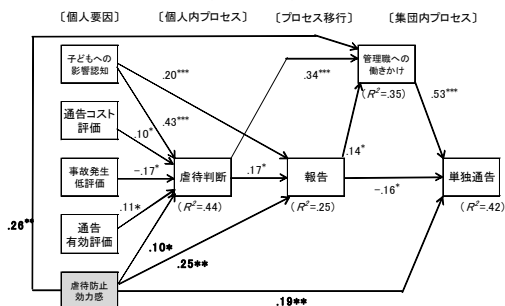 〔個人要因〕 〔個人内プロセス〕 〔プロセス移行〕 〔集団内プロセス〕
子どもへの
影響認知
管理職への
働きかけ
.20***
.34***
(R²=.35)
.53***
通告コスト
評価
.43***
.10*
.14*
事故発生
低評価
-.17*
虐待判断
.17*
報告
-.16*
単独通告
.11*
(R²=.44)
(R²=.25)
(R²=.42)
通告
有効評価
.26**
.10*
.25**
虐待防止
効力感
.19**